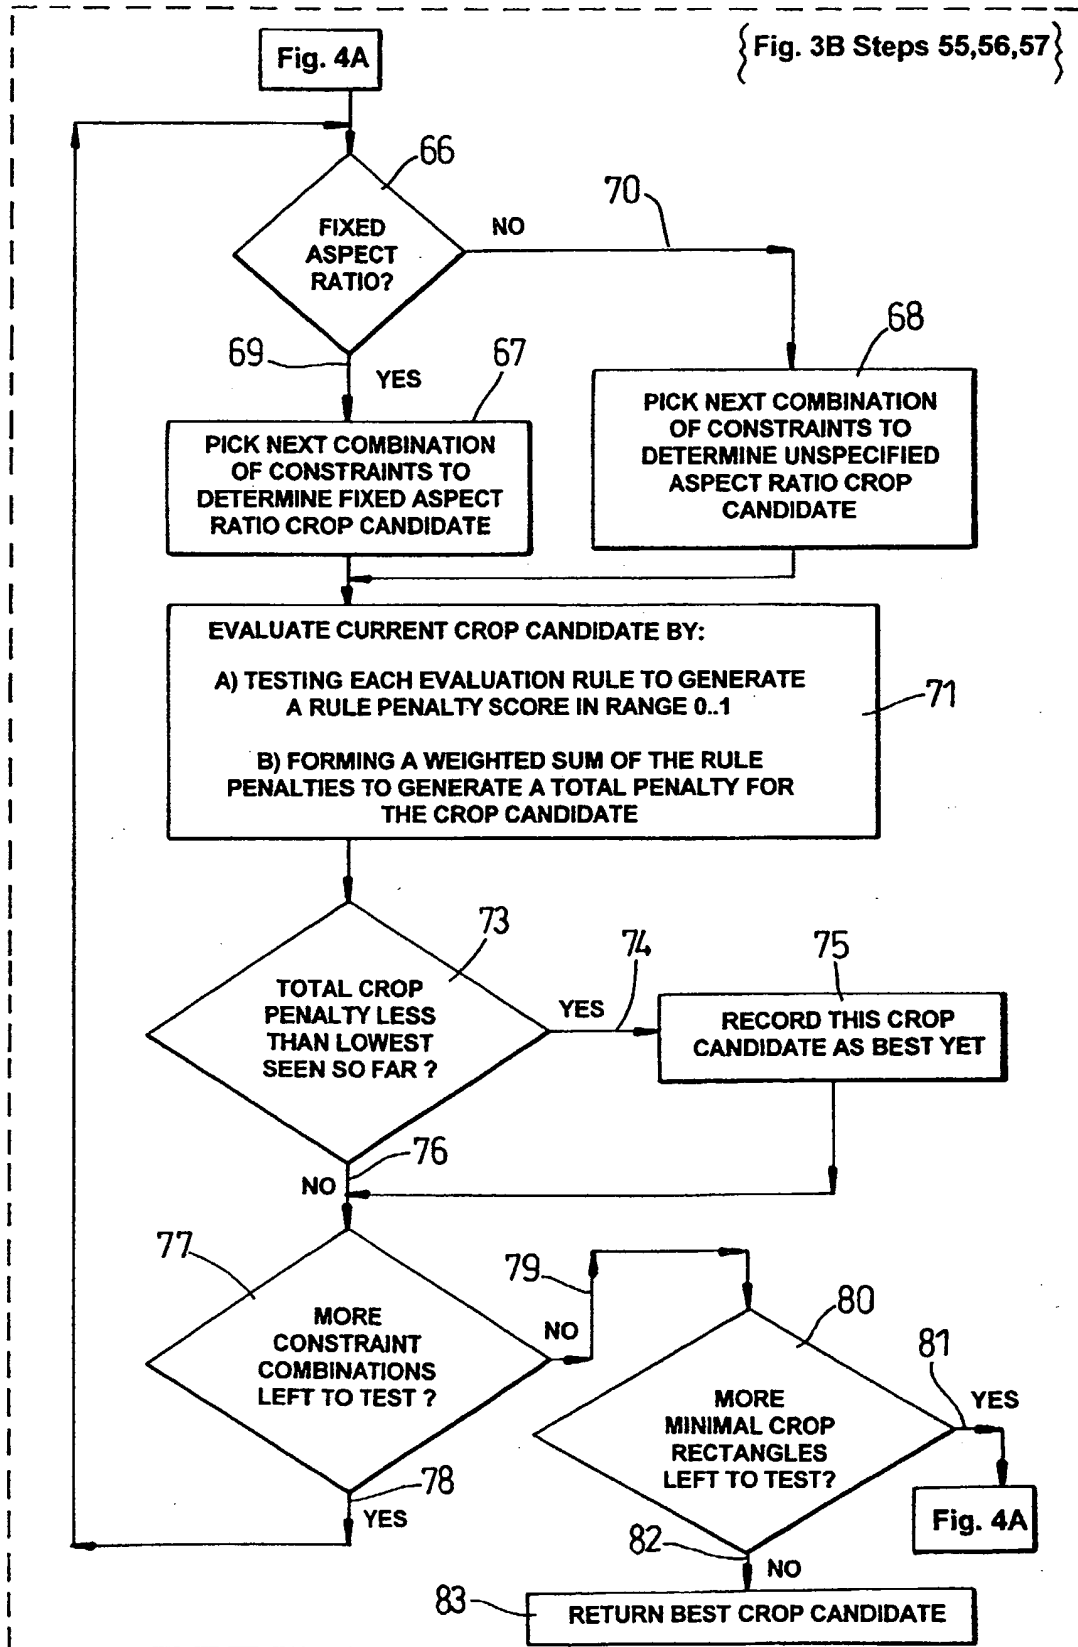 Fig. 4A
{Fig. 3B Steps 55,56,57}
66
FIXED
ASPECT
RATIO?
NO
70
69
YES
67
68
PICK NEXT COMBINATION
OF CONSTRAINTS TO
DETERMINE FIXED ASPECT
RATIO CROP CANDIDATE
PICK NEXT COMBINATION
OF CONSTRAINTS TO
DETERMINE UNSPECIFIED
ASPECT RATIO CROP
CANDIDATE
EVALUATE CURRENT CROP CANDIDATE BY:
A) TESTING EACH EVALUATION RULE TO GENERATE
A RULE PENALTY SCORE IN RANGE 0..1
71
B) FORMING A WEIGHTED SUM OF THE RULE
PENALTIES TO GENERATE A TOTAL PENALTY FOR
THE CROP CANDIDATE
73
TOTAL CROP
PENALTY LESS
THAN LOWEST
SEEN SO FAR ?
YES
74
75
RECORD THIS CROP
CANDIDATE AS BEST YET
76
NO
77
MORE
CONSTRAINT
COMBINATIONS
LEFT TO TEST ?
NO
79
80
MORE
MINIMAL CROP
RECTANGLES
LEFT TO TEST?
81
YES
Fig. 4A
78
YES
82
NO
83
RETURN BEST CROP CANDIDATE